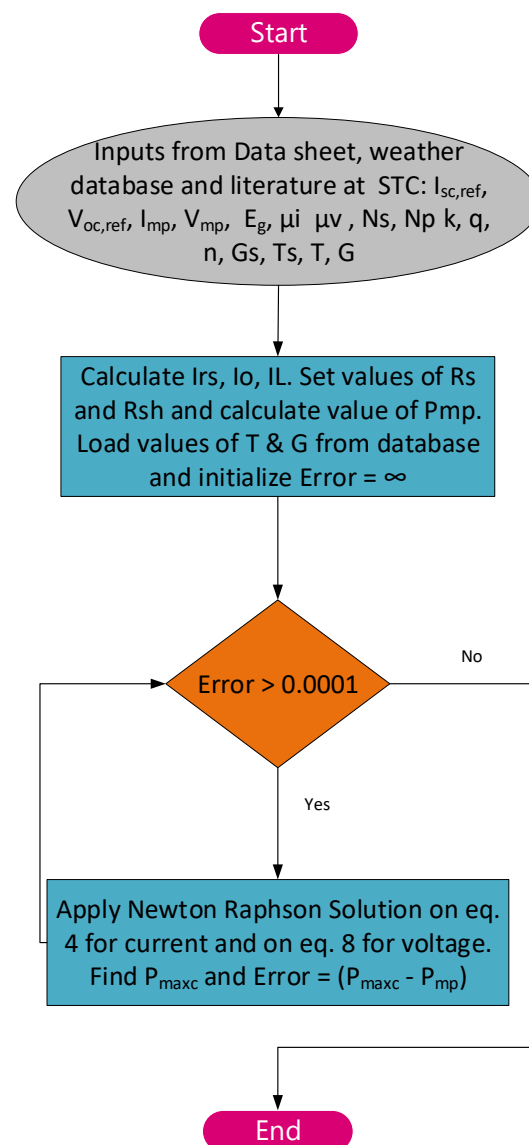 Start
Inputs from Data sheet, weather
database and literature at STC: Isc,ref,
Voc,ref, Imp, Vmp, Eg, µi µv , Ns, Np k, q,
n, Gs, Ts, T, G
Calculate Irs, Io, IL. Set values of Rs
and Rsh and calculate value of Pmp.
Load values of T & G from database
and initialize Error = ∞
Error > 0.0001
No
Yes
Apply Newton Raphson Solution on eq.
4 for current and on eq. 8 for voltage.
Find Pmaxc and Error = (Pmaxc - Pmp)
End